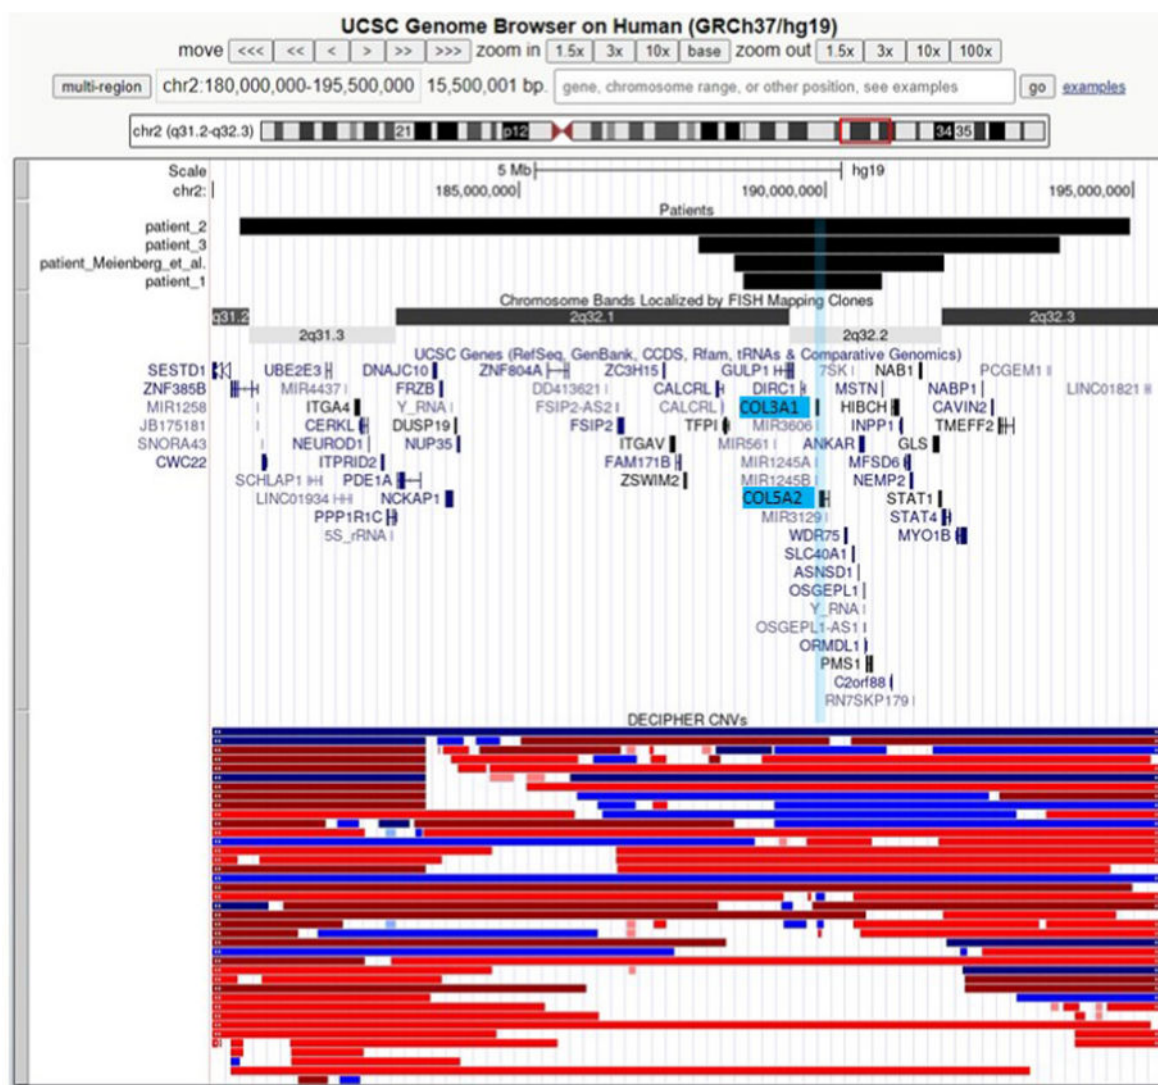 UCSC Genome Browser on Human (GRCh37/hg19)
move <<< << < > >> >>> zoom in 1.5x 3x 10x base zoom out 1.5x 3x 10x 100x
multi-region chr2:180,000,000-195,500,000 15,500,001 bp. gene, chromosome range, or other position, see examples go examples
chr2 (q31.2-q32.3) 21 p12 34 35
Scale 5 Mb hg19
chr2: 185,000,000 190,000,000 195,000,000
Patients
patient_2
patient_3
patient_Meienberg_et_al.
patient_1
Chromosome Bands Localized by FISH Mapping Clones
q31.2 2q32.1 2q32.3
2q31.3 2q32.2
UCSC Genes (RefSeq, GenBank, CCDS, Rfam, tRNAs & Comparative Genomics)
SESTD1 UBE2E3 DNAJC10 ZNF804A ZC3H15 GULP1 7SK NAB1 PCGEM1
ZNF385B MIR4437 FRZB DD413621 CALCRL DIRC1 MSTN NABP1 LINC01821
MIR1258 ITGA4 Y_RNA FSIP2-AS2 CALCRL COL3A1 HIBCH CAVIN2
JB175181 CERKL DUSP19 FSIP2 TFPI MIR3606 INPP1 TMEFF2
SNORA43 NEUROD1 NUP35 ITGAV MIR561 ANKAR GLS
CWC22 ITPRID2 FAM171B MIR1245A MFSD6
SCHLAP1 PDE1A ZSWIM2 MIR1245B NEMP2
LINC01934 NCKAP1 COL5A2 STAT1
PPP1R1C MIR3129 STAT4
5S_rRNA WDR75 MYO1B
SLC40A1
ASNSD1
OSGEPL1
Y_RNA
OSGEPL1-AS1
ORMDL1
PMS1
C2orf88
RN7SKP179
DECIPHER CNVs